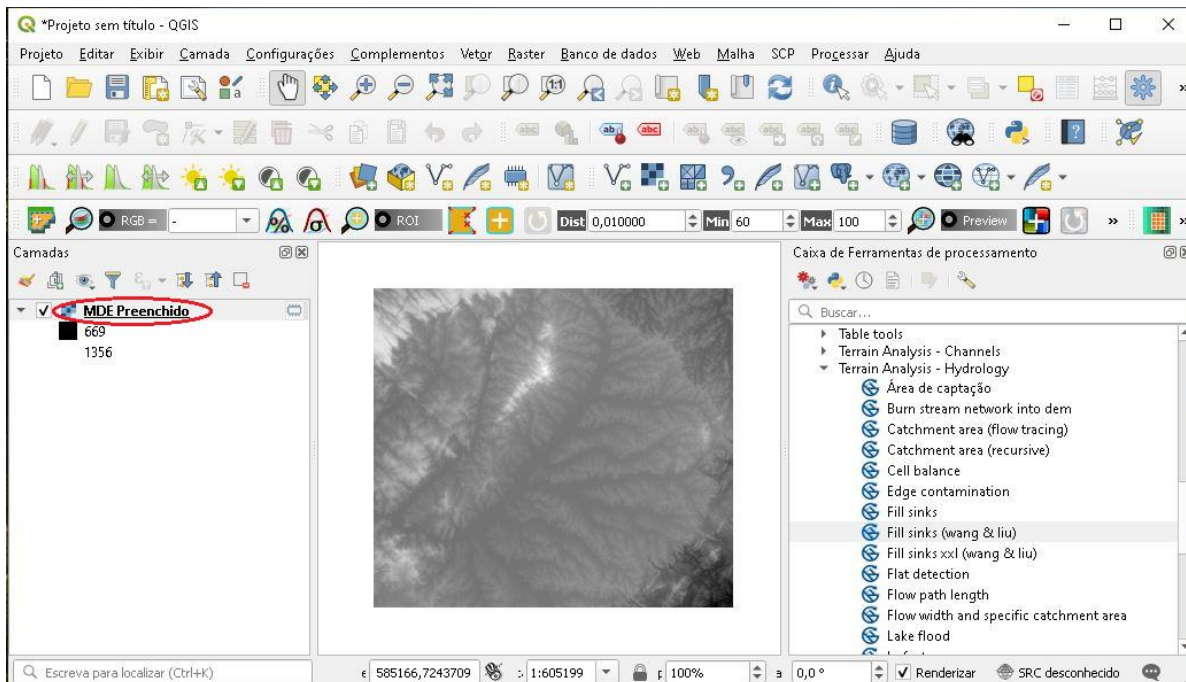 *Projeto sem título - QGIS
Projeto Editar Exibir Camada Configurações Complementos Vetor Raster Banco de dados Web Malha SCP Processar Ajuda
RGB = - ROI Dist 0,010000 Min 60 Max 100 Preview »
Camadas
MDE Preenchido
669
1356
Caixa de Ferramentas de processamento
Buscar...
Table tools
Terrain Analysis - Channels
Terrain Analysis - Hydrology
Área de captação
Burn stream network into dem
Catchment area (flow tracing)
Catchment area (recursive)
Cell balance
Edge contamination
Fill sinks
Fill sinks (wang & liu)
Fill sinks xxl (wang & liu)
Flat detection
Flow path length
Flow width and specific catchment area
Lake flood
Escreva para localizar (Ctrl+K) 585166,7243709 1:605199 100% 0,0 ° Renderizar SRC desconhecido